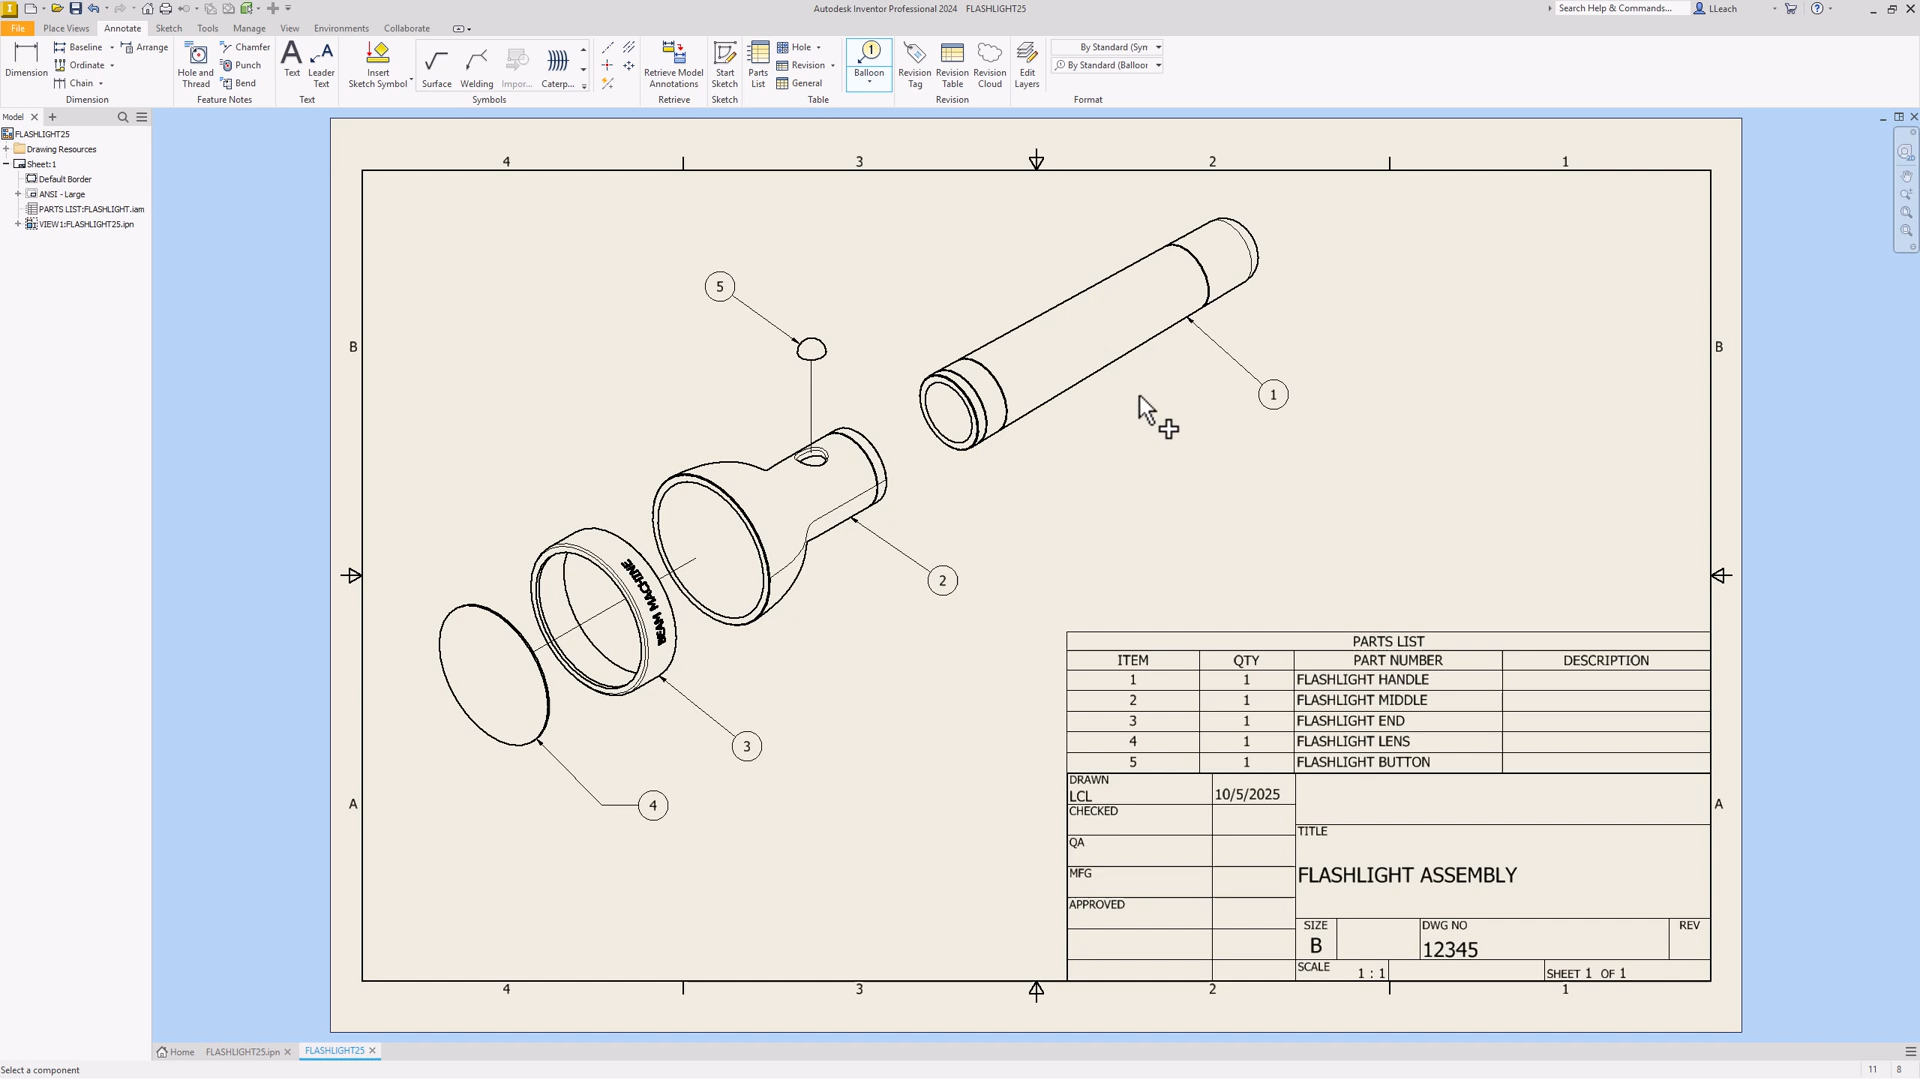 Autodesk Inventor Professional 2024 FLASHLIGHT25
Search Help & Commands...
LLeach
File
Place Views
Annotate
Sketch
Tools
Manage
View
Environments
Collaborate
Dimension
Baseline
Arrange
Ordinate
Chain
Dimension
Hole and
Thread
Chamfer
Punch
Bend
Feature Notes
Text
Leader
Text
Text
Insert
Sketch Symbol
Surface
Welding
Impor...
Caterp...
Symbols
Retrieve Model
Annotations
Retrieve
Start
Sketch
Sketch
Parts
List
Hole
Revision
General
Table
1
Balloon
Revision
Tag
Revision
Table
Revision
Cloud
Revision
Edit
Layers
By Standard (Syn
By Standard (Balloor
Format
Model
FLASHLIGHT25
Drawing Resources
Sheet:1
Default Border
ANSI - Large
PARTS LIST:FLASHLIGHT.iam
VIEW1:FLASHLIGHT25.ipn
4 3 2 1
B B
A A
5
1
2
3
4
BEAM MACHINE
PARTS LIST
ITEM QTY PART NUMBER DESCRIPTION
1 1 FLASHLIGHT HANDLE
2 1 FLASHLIGHT MIDDLE
3 1 FLASHLIGHT END
4 1 FLASHLIGHT LENS
5 1 FLASHLIGHT BUTTON
DRAWN
LCL 10/5/2025
CHECKED
QA
MFG
APPROVED
TITLE
FLASHLIGHT ASSEMBLY
SIZE
B
DWG NO
12345
REV
SCALE 1 : 1
SHEET 1 OF 1
4 3 2 1
Home
FLASHLIGHT25.ipn
FLASHLIGHT25
Select a component
11 8